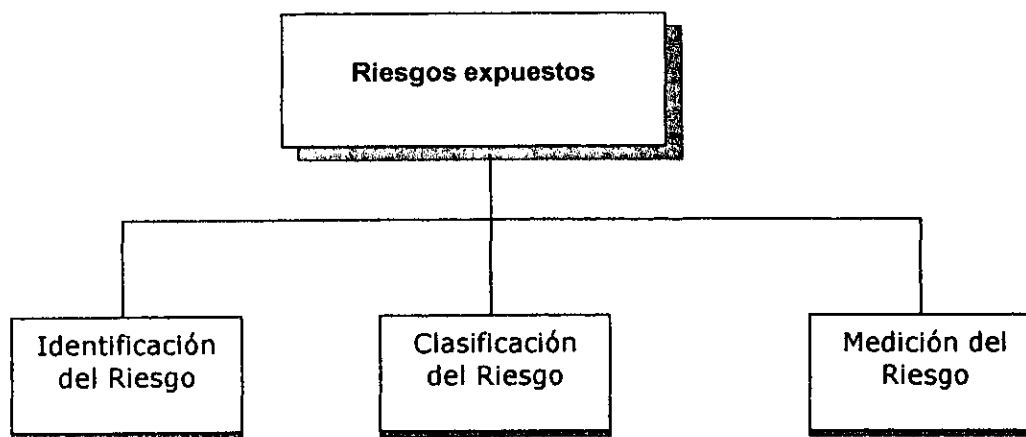 Riesgos expuestos
Identificación
del Riesgo
Clasificación
del Riesgo
Medición del
Riesgo